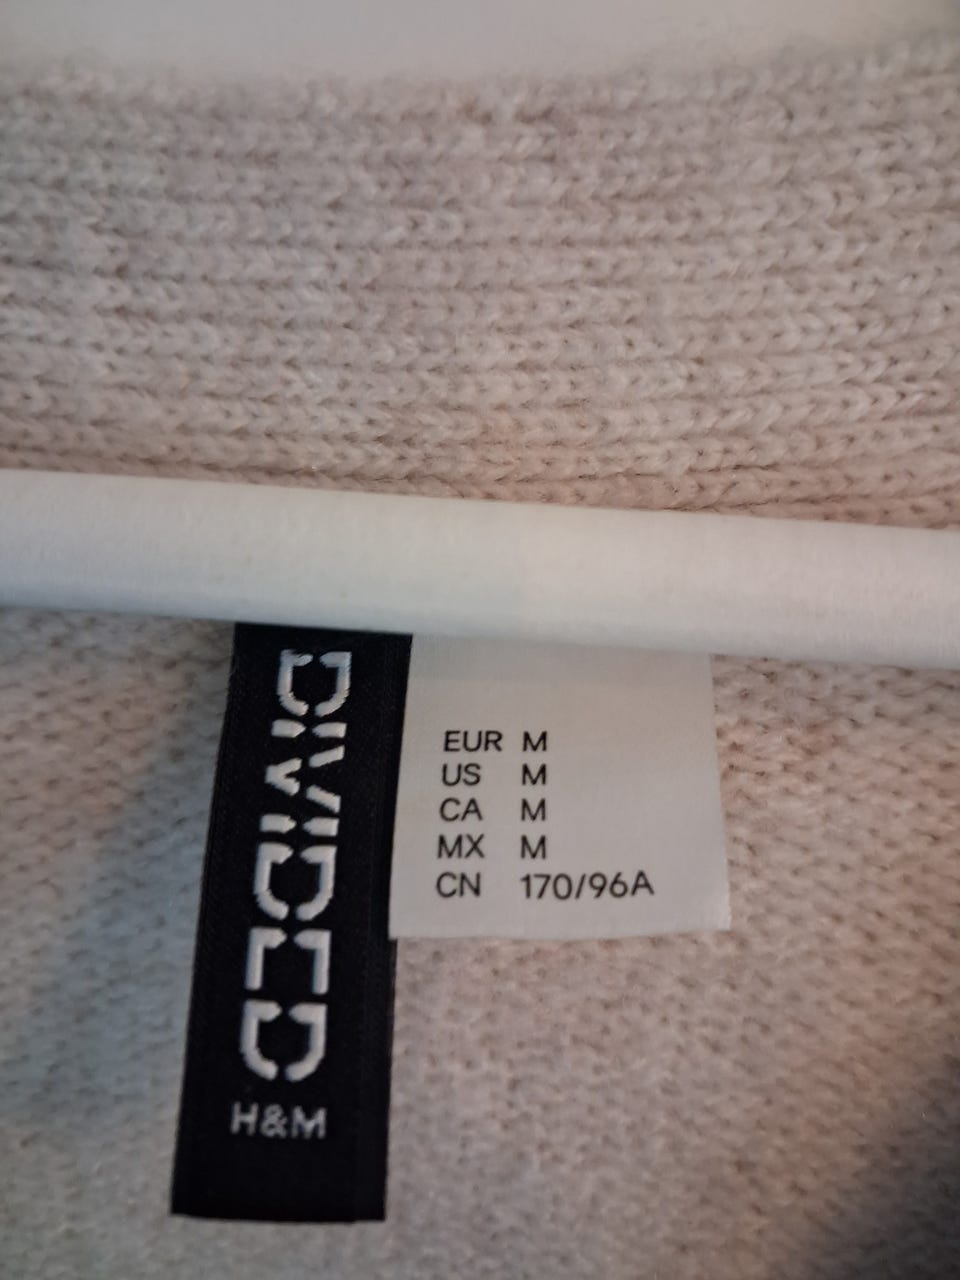 DIVIDED
H&M
EUR M
US M
CA M
MX M
CN 170/96A